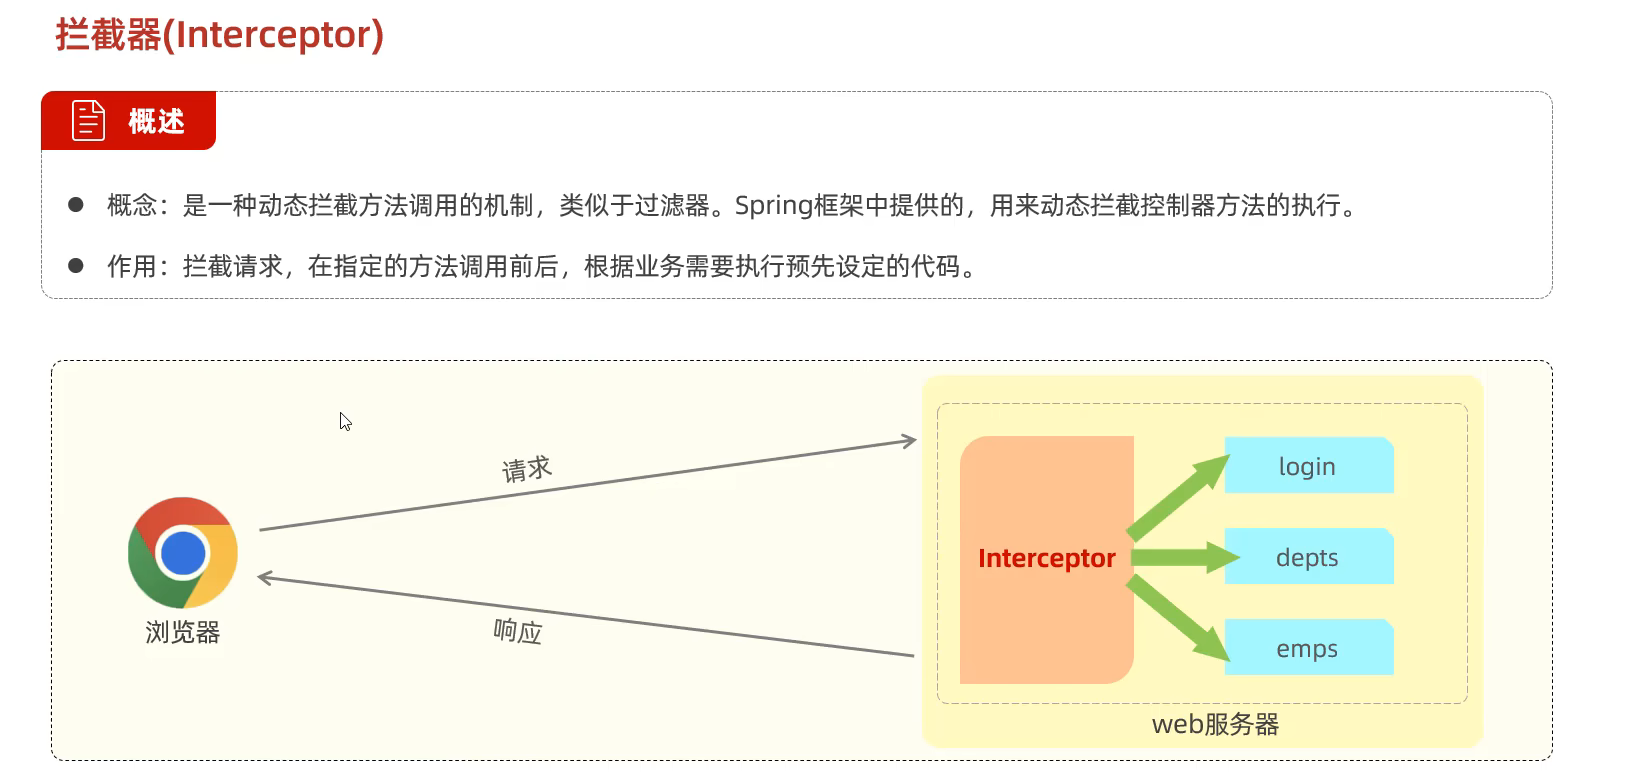 拦截器(Interceptor)
概述
概念：是一种动态拦截方法调用的机制，类似于过滤器。Spring框架中提供的，用来动态拦截控制器方法的执行。
作用：拦截请求，在指定的方法调用前后，根据业务需要执行预先设定的代码。
请求
login
Interceptor
depts
浏览器
响应
emps
web服务器